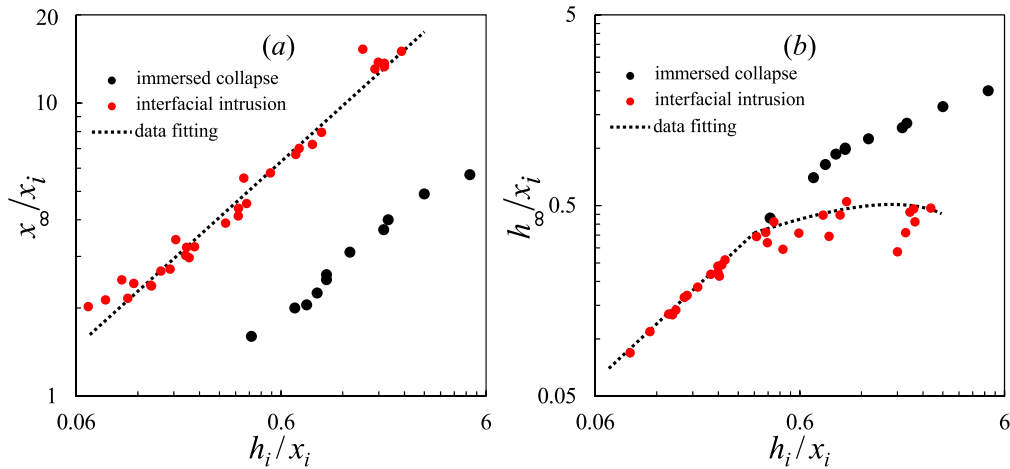 20
(a)
immersed collapse
interfacial intrusion
data fitting
10
x∞/xi
1
0.06
0.6
6
hi/xi
5
(b)
immersed collapse
interfacial intrusion
data fitting
h∞/xi
0.5
0.05
0.06
0.6
6
hi/xi